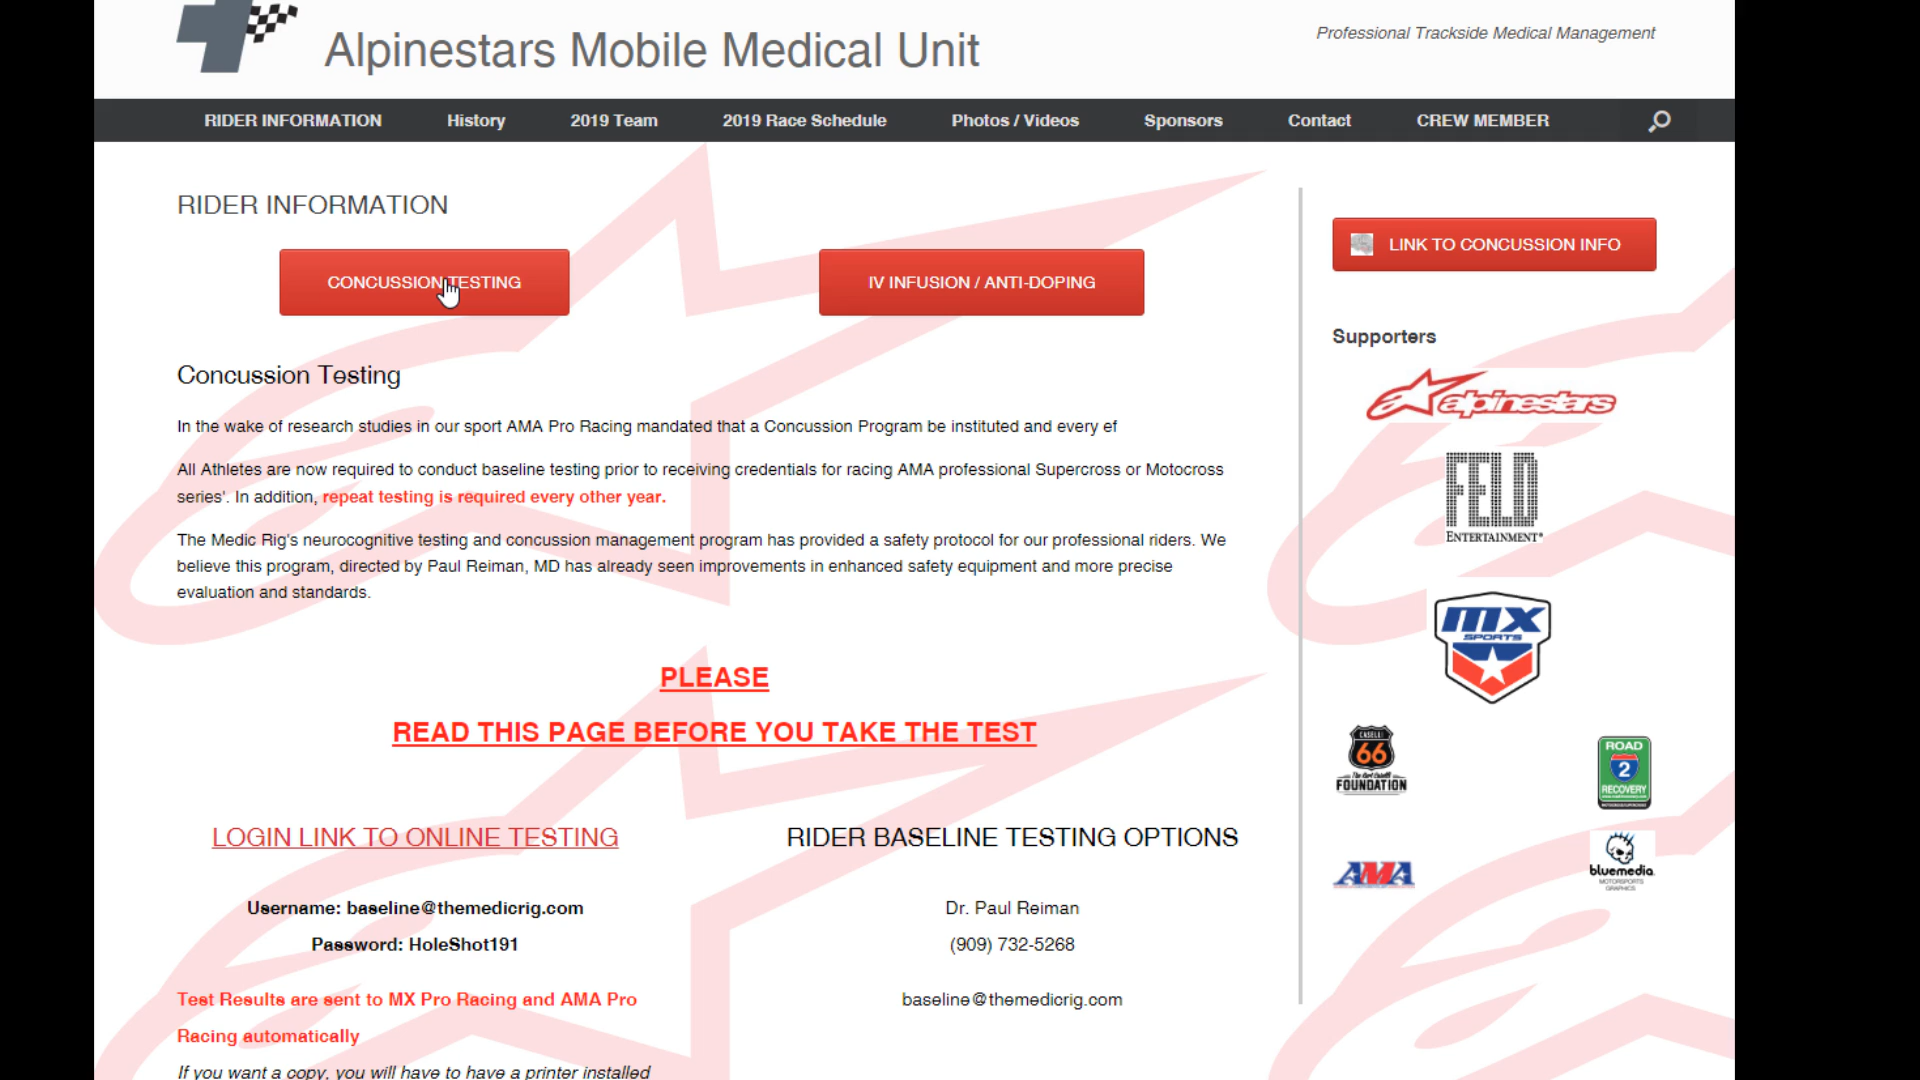 Alpinestars Mobile Medical Unit
Professional Trackside Medical Management
RIDER INFORMATION History 2019 Team 2019 Race Schedule Photos / Videos Sponsors Contact CREW MEMBER
RIDER INFORMATION
CONCUSSION TESTING IV INFUSION / ANTI-DOPING
Concussion Testing
In the wake of research studies in our sport AMA Pro Racing mandated that a Concussion Program be instituted and every ef
All Athletes are now required to conduct baseline testing prior to receiving credentials for racing AMA professional Supercross or Motocross
series'. In addition, repeat testing is required every other year.
The Medic Rig's neurocognitive testing and concussion management program has provided a safety protocol for our professional riders. We
believe this program, directed by Paul Reiman, MD has already seen improvements in enhanced safety equipment and more precise
evaluation and standards.
PLEASE
READ THIS PAGE BEFORE YOU TAKE THE TEST
LOGIN LINK TO ONLINE TESTING
Username: baseline@themedicrig.com
Password: HoleShot191
Test Results are sent to MX Pro Racing and AMA Pro
Racing automatically
If you want a copy, you will have to have a printer installed
RIDER BASELINE TESTING OPTIONS
Dr. Paul Reiman
(909) 732-5268
baseline@themedicrig.com
LINK TO CONCUSSION INFO
Supporters
alpinestars
FELD
ENTERTAINMENT
MX
SPORTS
CASELLI
66
The Kurt Caselli
FOUNDATION
ROAD
2
RECOVERY
AMA
bluemedia
MOTORSPORTS
GRAPHICS